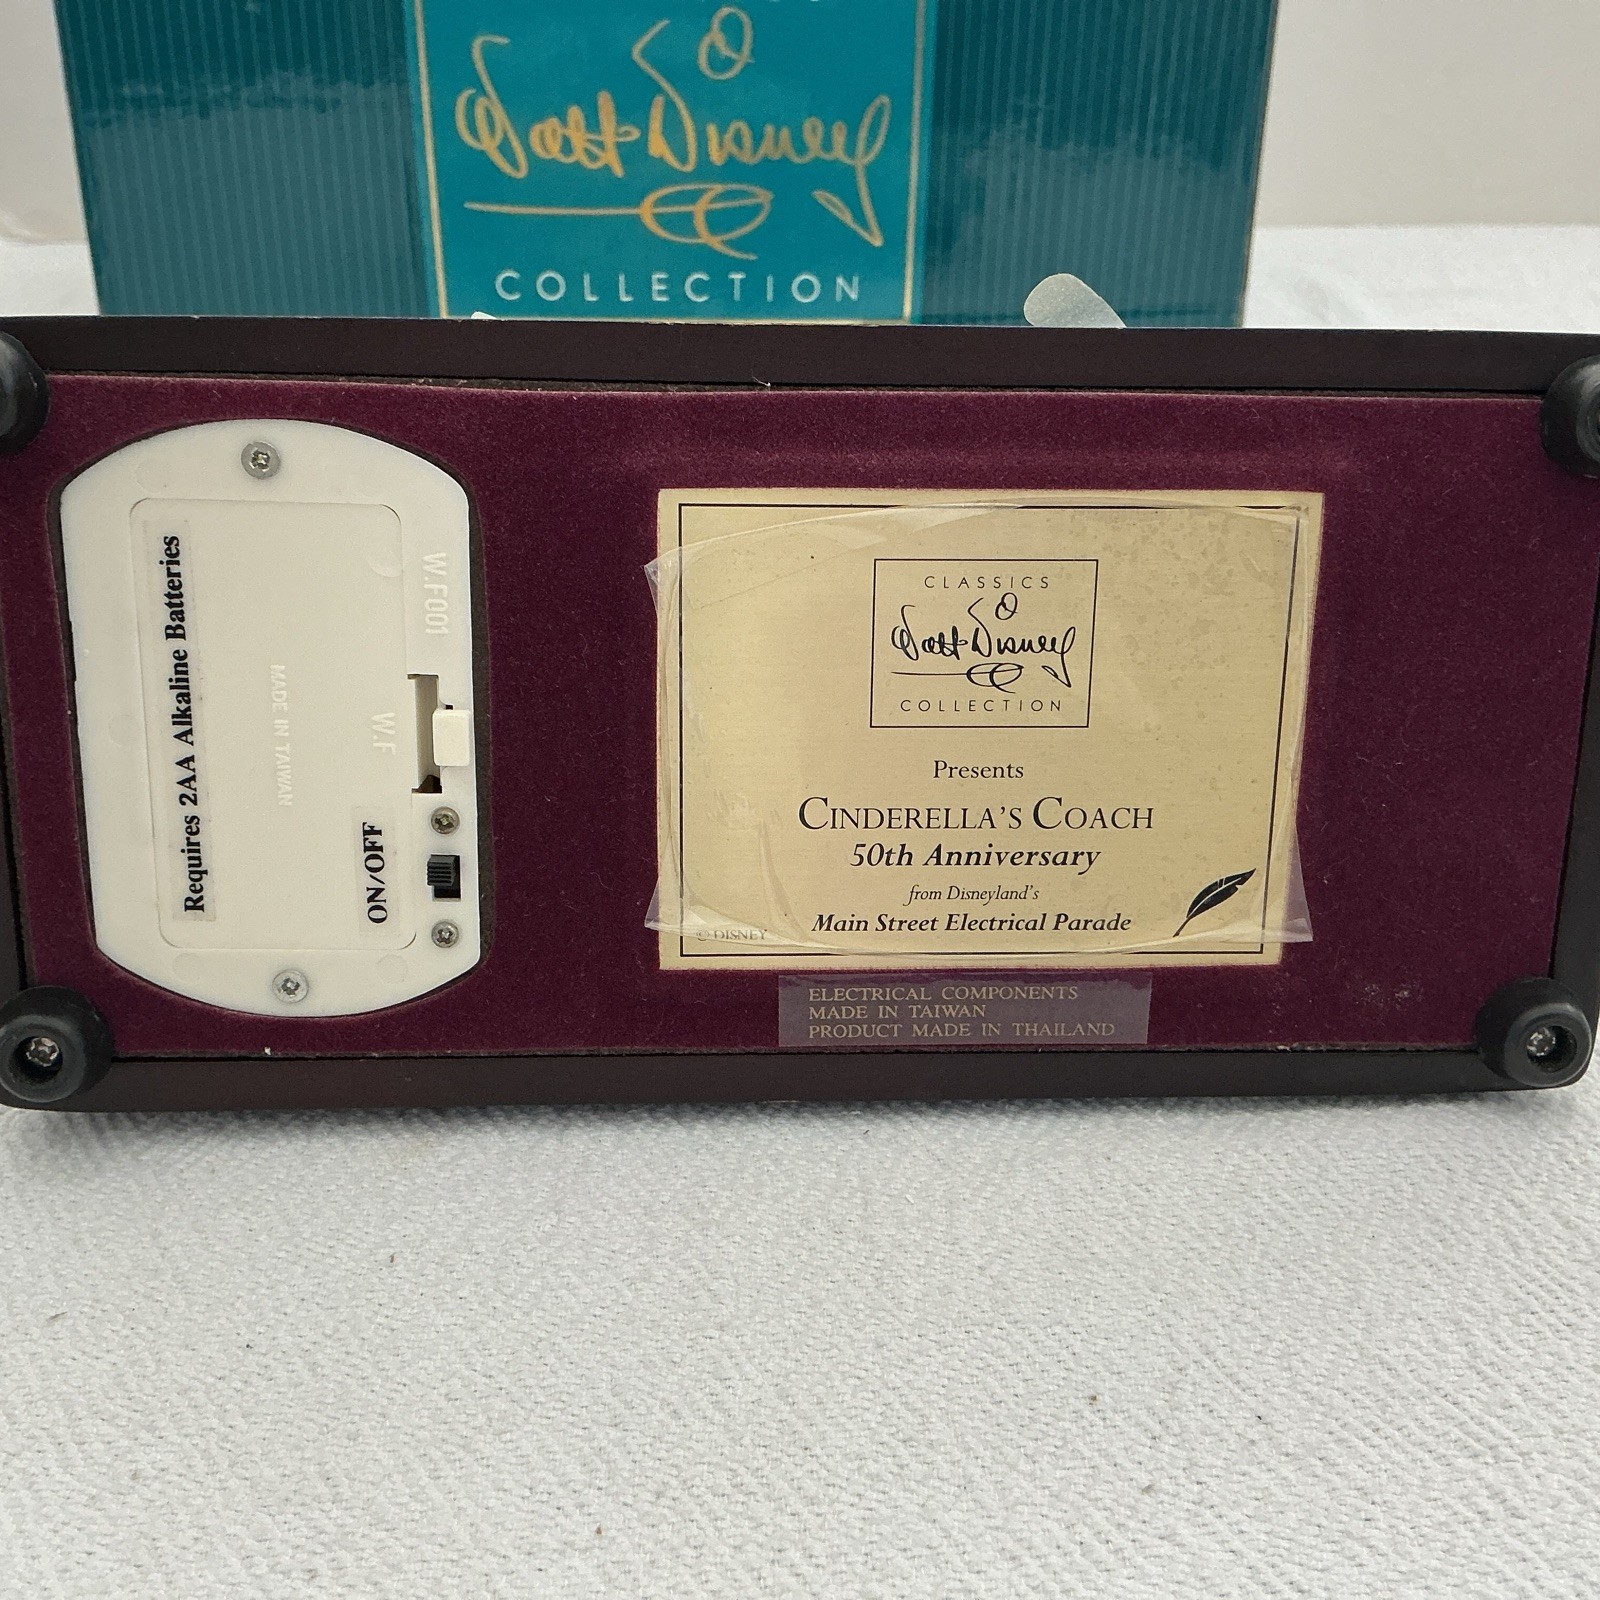 Walt Disney
COLLECTION
Requires 2AA Alkaline Batteries
MADE IN TAIWAN
W.F001
W.F
ON/OFF
CLASSICS
Walt Disney
COLLECTION
Presents
CINDERELLA'S COACH
50th Anniversary
from Disneyland's
Main Street Electrical Parade
© DISNEY
ELECTRICAL COMPONENTS
MADE IN TAIWAN
PRODUCT MADE IN THAILAND